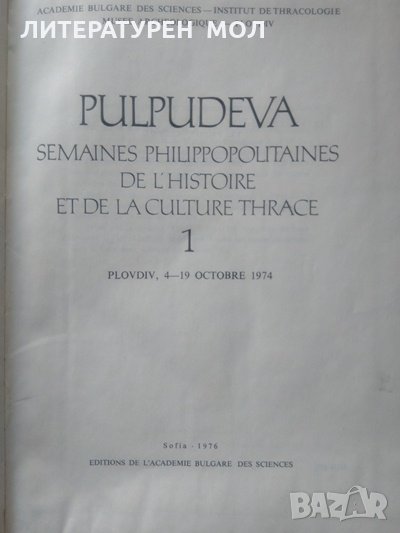 ACADEMIE BULGARE DES SCIENCES — INSTITUT DE THRACOLOGIE
ЛИТЕРАТУРЕН МОЛ
PULPUDEVA
SEMAINES PHILIPPOPOLITAINES
DE L'HISTOIRE
ET DE LA CULTURE THRACE
1
PLOVDIV, 4—19 OCTOBRE 1974
Sofia · 1976
EDITIONS DE L'ACADEMIE BULGARE DES SCIENCES
BAZAR